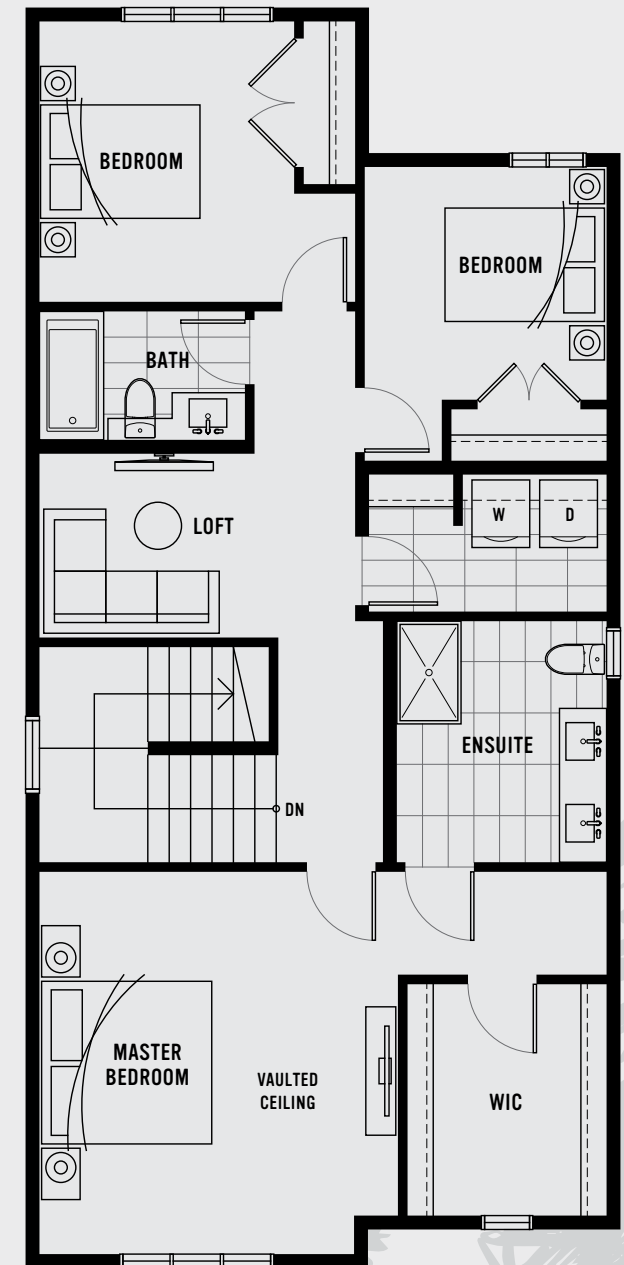 BEDROOM
BEDROOM
BATH
LOFT
W
D
ENSUITE
DN
MASTER
BEDROOM
VAULTED
CEILING
WIC